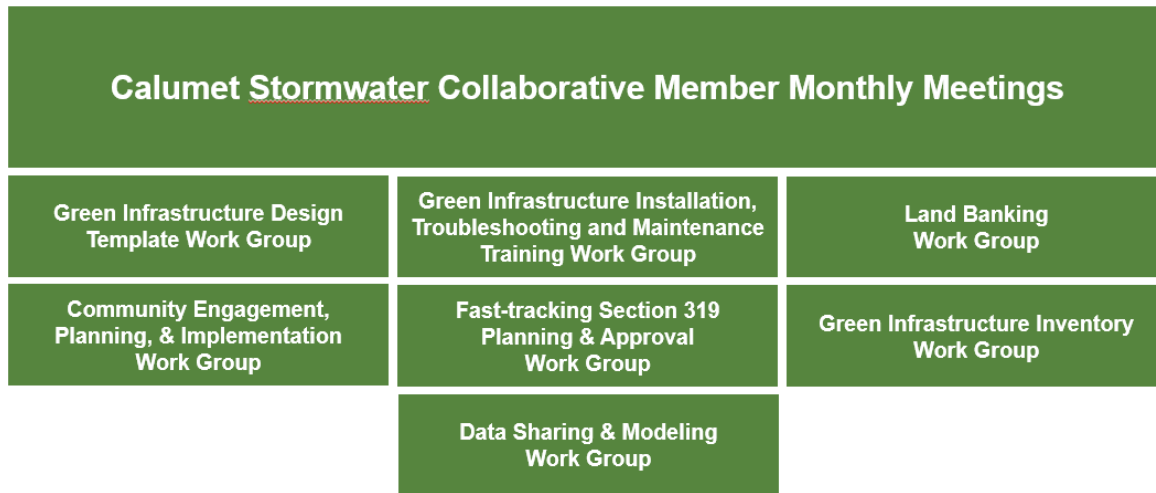 Calumet Stormwater Collaborative Member Monthly Meetings
Green Infrastructure Design
Template Work Group
Green Infrastructure Installation,
Troubleshooting and Maintenance
Training Work Group
Land Banking
Work Group
Community Engagement,
Planning, & Implementation
Work Group
Fast-tracking Section 319
Planning & Approval
Work Group
Green Infrastructure Inventory
Work Group
Data Sharing & Modeling
Work Group